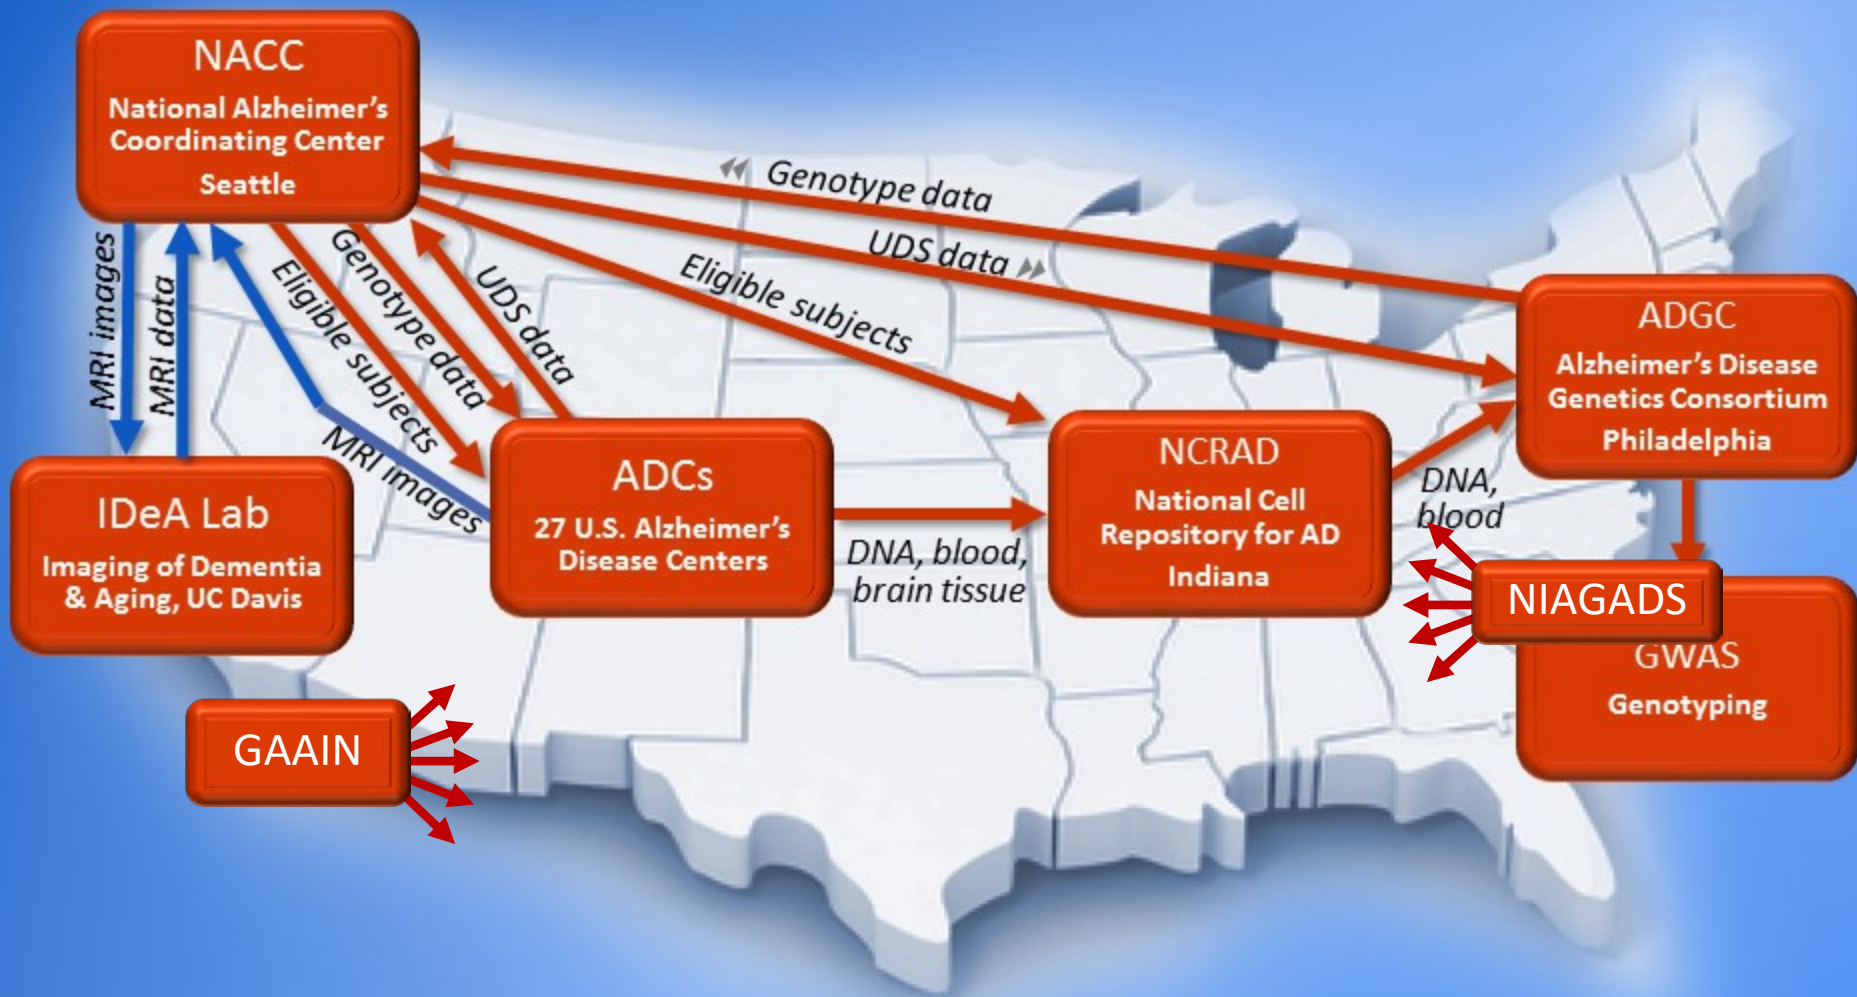 NACC
National Alzheimer's
Coordinating Center
Seattle
Genotype data
UDS data
Eligible subjects
MRI images
MRI data
Eligible subjects
Genotype data
UDS data
MRI images
ADGC
Alzheimer's Disease
Genetics Consortium
Philadelphia
IDeA Lab
Imaging of Dementia
& Aging, UC Davis
ADCs
27 U.S. Alzheimer's
Disease Centers
DNA, blood,
brain tissue
NCRAD
National Cell
Repository for AD
Indiana
DNA,
blood
NIAGADS
GWAS
Genotyping
GAAIN